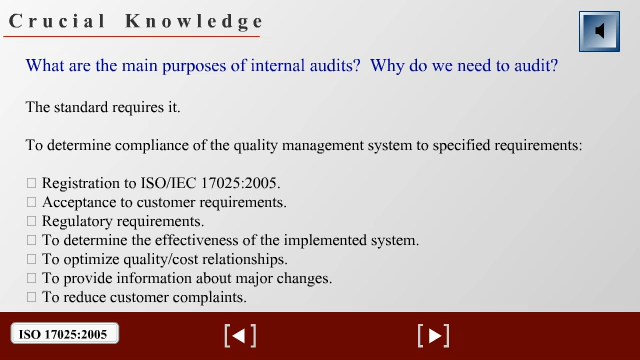 Crucial Knowledge
What are the main purposes of internal audits? Why do we need to audit?
The standard requires it.
To determine compliance of the quality management system to specified requirements:
□ Registration to ISO/IEC 17025:2005.
□ Acceptance to customer requirements.
□ Regulatory requirements.
□ To determine the effectiveness of the implemented system.
□ To optimize quality/cost relationships.
□ To provide information about major changes.
□ To reduce customer complaints.
ISO 17025:2005